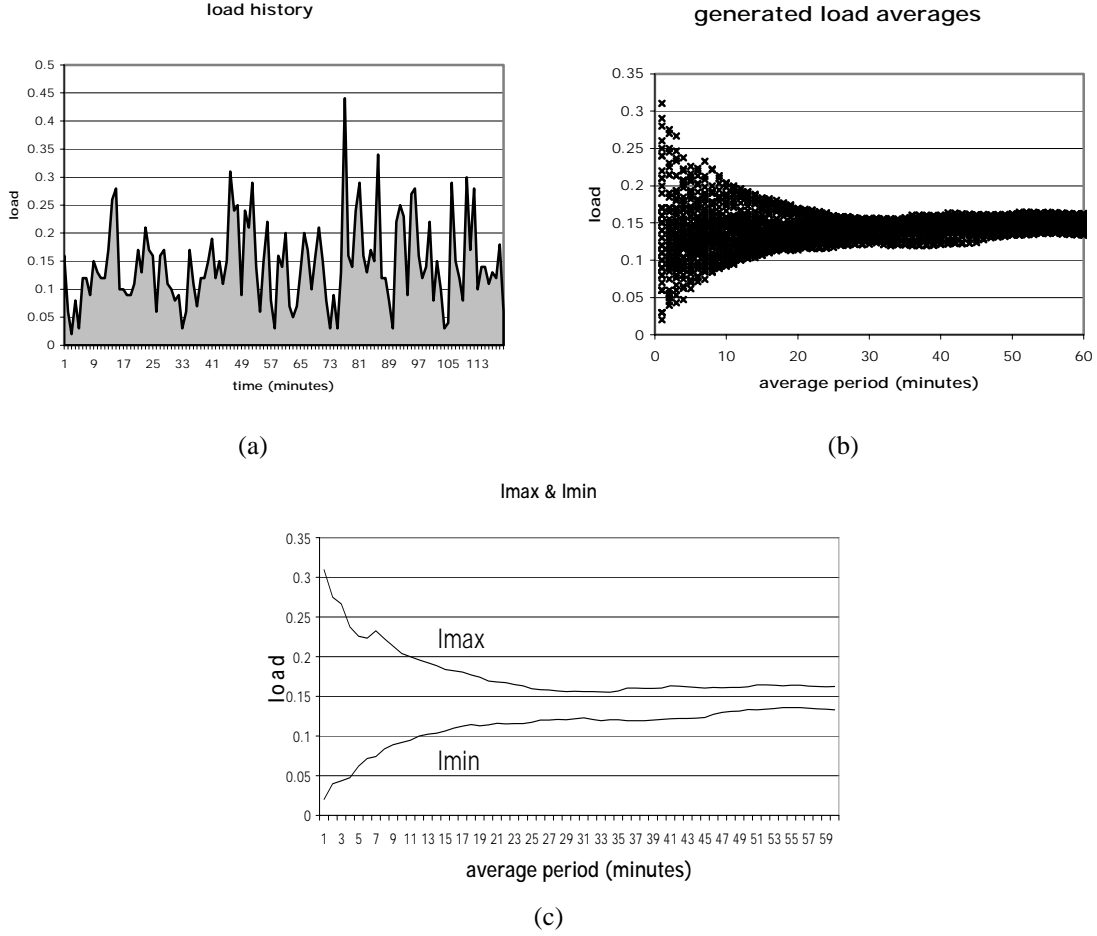 load history
0.5
0.45
0.4
0.35
0.3
0.25
0.2
0.15
0.1
0.05
0
load
1 9 17 25 33 41 49 57 65 73 81 89 97 105 113
time (minutes)
(a)
generated load averages
0.35
0.3
0.25
0.2
0.15
0.1
0.05
0
load
0 10 20 30 40 50 60
average period (minutes)
(b)
lmax & lmin
0.35
0.3
0.25
0.2
0.15
0.1
0.05
0
load
lmax
lmin
1 3 5 7 9 11 13 15 17 19 21 23 25 27 29 31 33 35 37 39 41 43 45 47 49 51 53 55 57 59
average period (minutes)
(c)